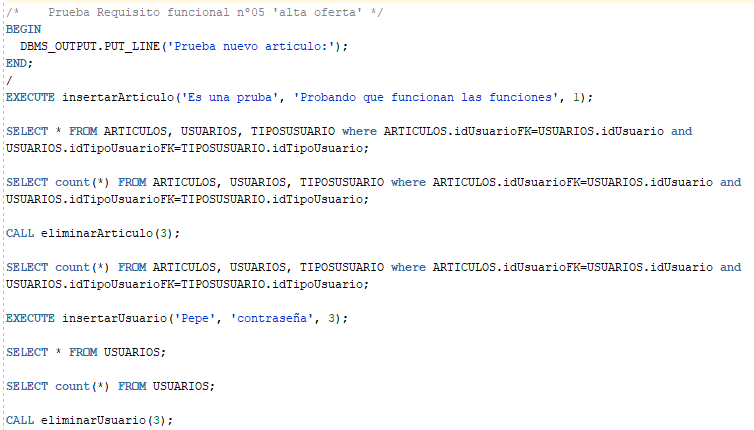 /*    Prueba Requisito funcional nº05 'alta oferta' */
BEGIN
  DBMS_OUTPUT.PUT_LINE('Prueba nuevo articulo:');
END;
/
EXECUTE insertarArticulo('Es una pruba', 'Probando que funcionan las funciones', 1);

SELECT * FROM ARTICULOS, USUARIOS, TIPOSUSUARIO where ARTICULOS.idUsuarioFK=USUARIOS.idUsuario and
USUARIOS.idTipoUsuarioFK=TIPOSUSUARIO.idTipoUsuario;

SELECT count(*) FROM ARTICULOS, USUARIOS, TIPOSUSUARIO where ARTICULOS.idUsuarioFK=USUARIOS.idUsuario and
USUARIOS.idTipoUsuarioFK=TIPOSUSUARIO.idTipoUsuario;

CALL eliminarArticulo(3);

SELECT count(*) FROM ARTICULOS, USUARIOS, TIPOSUSUARIO where ARTICULOS.idUsuarioFK=USUARIOS.idUsuario and
USUARIOS.idTipoUsuarioFK=TIPOSUSUARIO.idTipoUsuario;

EXECUTE insertarUsuario('Pepe', 'contraseña', 3);

SELECT * FROM USUARIOS;

SELECT count(*) FROM USUARIOS;

CALL eliminarUsuario(3);